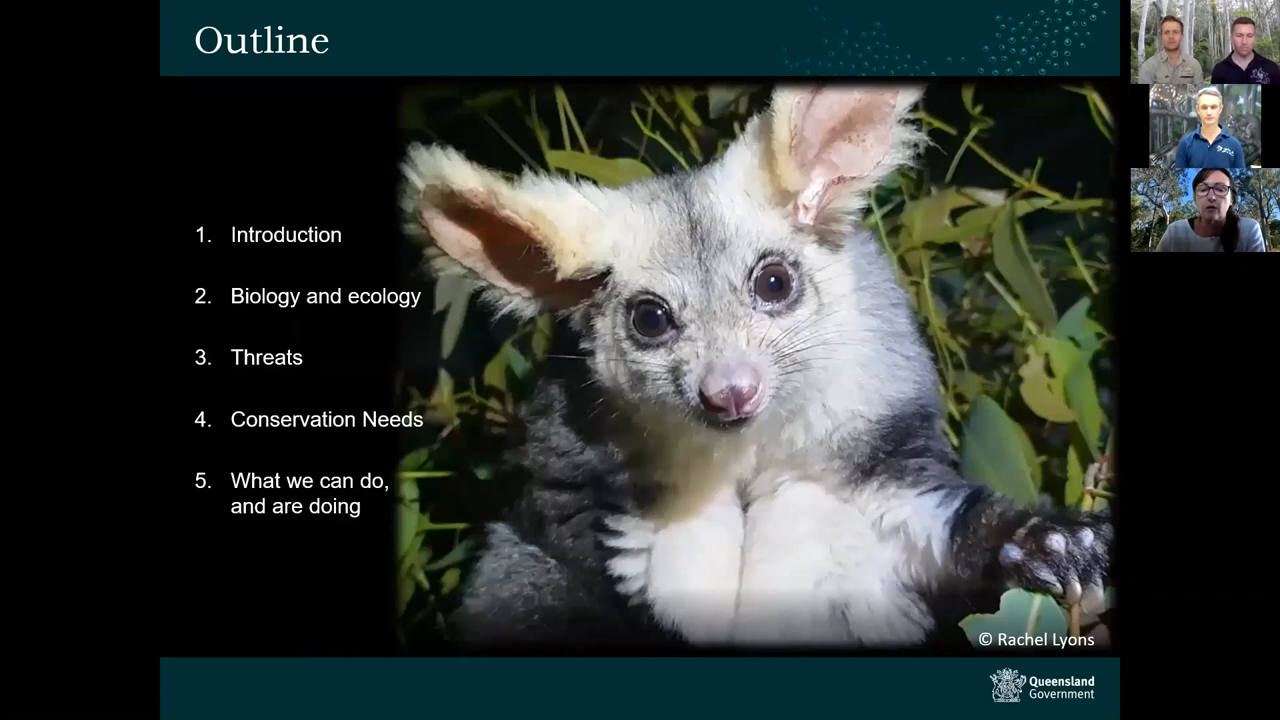 Outline
1. Introduction
2. Biology and ecology
3. Threats
4. Conservation Needs
5. What we can do,
and are doing
© Rachel Lyons
Queensland
Government